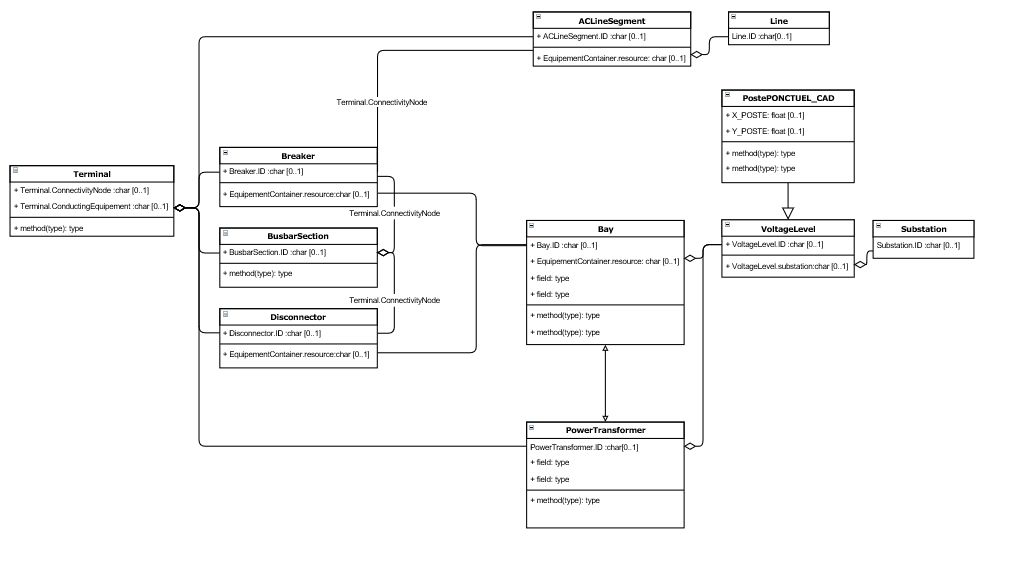 ACLineSegment
+ ACLineSegment.ID :char [0..1]
+ EquipementContainer.resource: char [0..1]
Line
Line.ID :char[0..1]
Terminal.ConnectivityNode
PostePONCTUEL_CAD
+ X_POSTE: float [0..1]
+ Y_POSTE: float [0..1]
+ method(type): type
+ method(type): type
Terminal
+ Terminal.ConnectivityNode :char [0..1]
+ Terminal.ConductingEquipement :char [0..1]
+ method(type): type
Breaker
+ Breaker.ID :char [0..1]
+ EquipementContainer.resource:char [0..1]
Terminal.ConnectivityNode
BusbarSection
+ BusbarSection.ID :char [0..1]
+ method(type): type
Terminal.ConnectivityNode
Disconnector
+ Disconnector.ID :char [0..1]
+ EquipementContainer.resource:char [0..1]
Bay
+ Bay.ID :char [0..1]
+ EquipementContainer.resource: char [0..1]
+ field: type
+ field: type
+ method(type): type
+ method(type): type
VoltageLevel
+ VoltageLevel.ID :char [0..1]
+ VoltageLevel.substation:char [0..1]
Substation
Substation.ID :char [0..1]
PowerTransformer
PowerTransformer.ID :char[0..1]
+ field: type
+ field: type
+ method(type): type